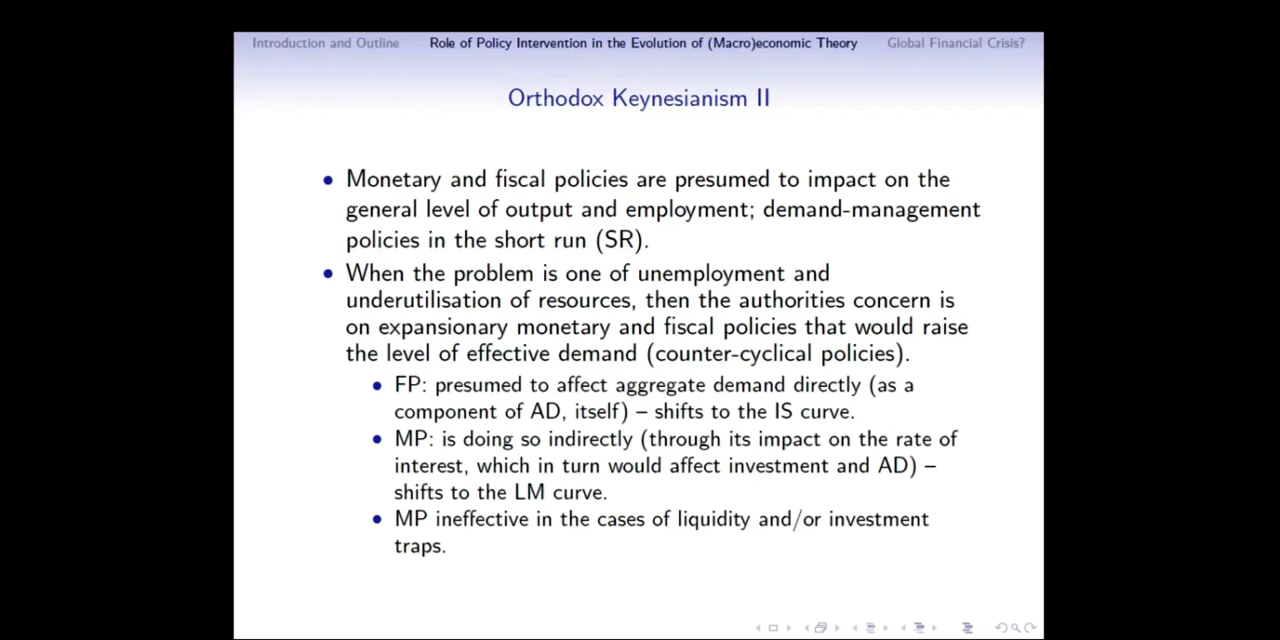 Introduction and Outline Role of Policy Intervention in the Evolution of (Macro)economic Theory Global Financial Crisis?
Orthodox Keynesianism II
• Monetary and fiscal policies are presumed to impact on the
general level of output and employment; demand-management
policies in the short run (SR).
• When the problem is one of unemployment and
underutilisation of resources, then the authorities concern is
on expansionary monetary and fiscal policies that would raise
the level of effective demand (counter-cyclical policies).
• FP: presumed to affect aggregate demand directly (as a
component of AD, itself) – shifts to the IS curve.
• MP: is doing so indirectly (through its impact on the rate of
interest, which in turn would affect investment and AD) –
shifts to the LM curve.
• MP ineffective in the cases of liquidity and/or investment
traps.